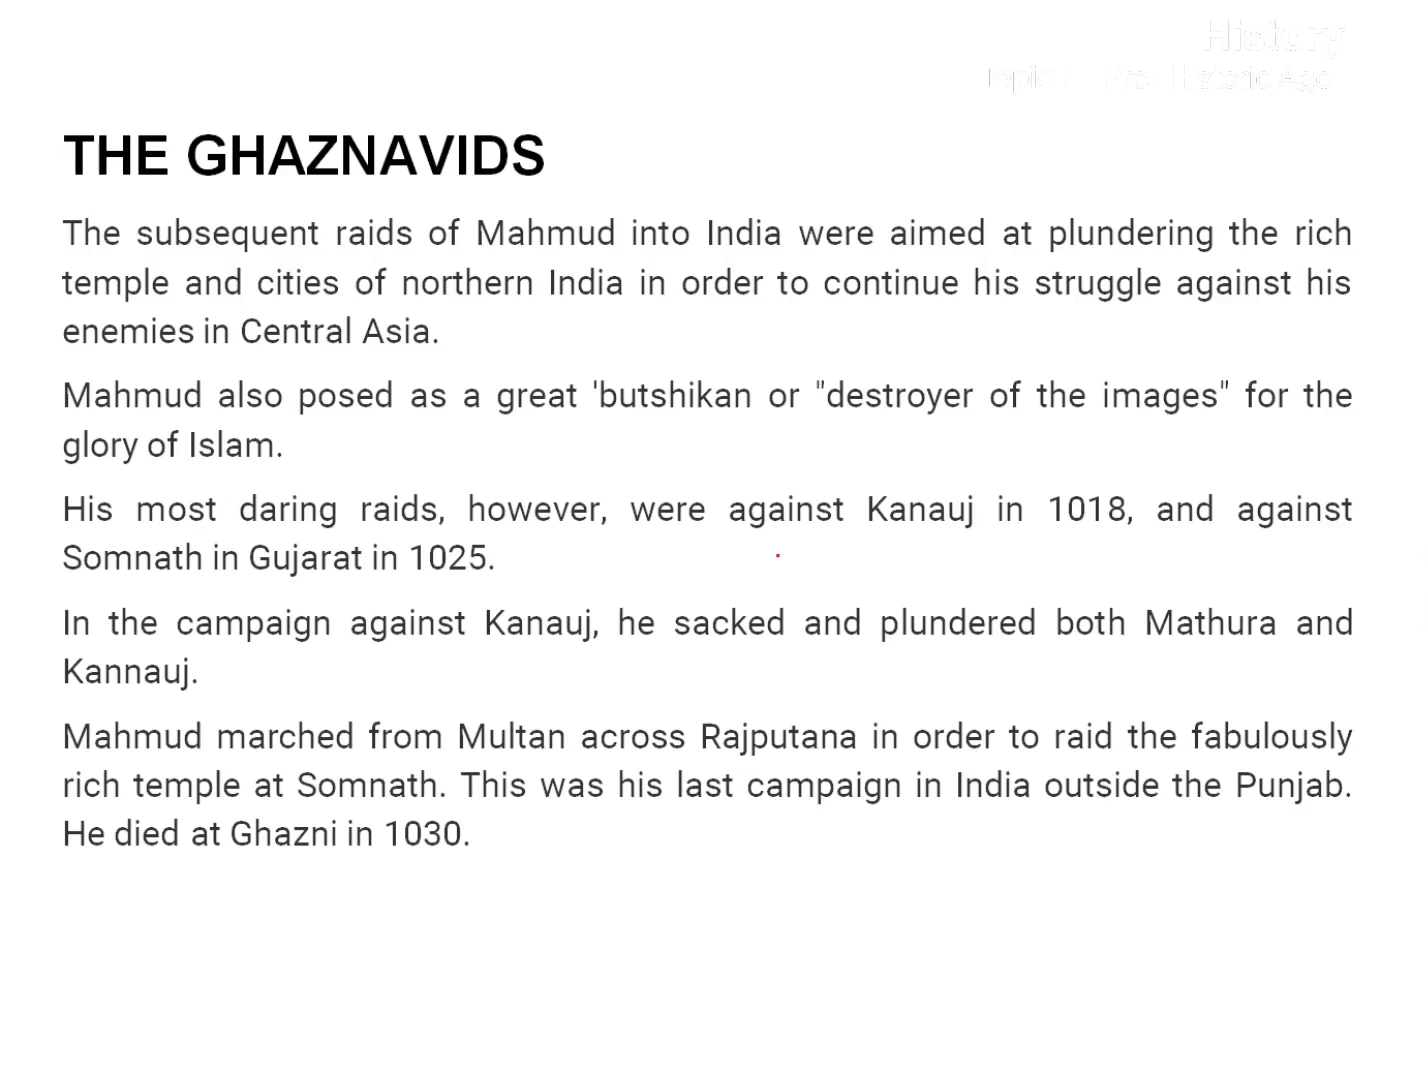 History
Topic : Pre - Historic Age
THE GHAZNAVIDS
The subsequent raids of Mahmud into India were aimed at plundering the rich
temple and cities of northern India in order to continue his struggle against his
enemies in Central Asia.
Mahmud also posed as a great 'butshikan or "destroyer of the images" for the
glory of Islam.
His most daring raids, however, were against Kanauj in 1018, and against
Somnath in Gujarat in 1025.
In the campaign against Kanauj, he sacked and plundered both Mathura and
Kannauj.
Mahmud marched from Multan across Rajputana in order to raid the fabulously
rich temple at Somnath. This was his last campaign in India outside the Punjab.
He died at Ghazni in 1030.